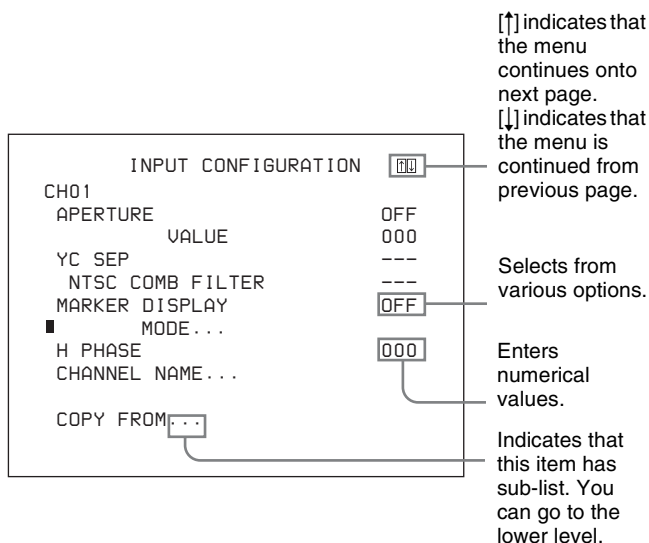 [↑] indicates that
the menu
continues onto
next page.
[↓] indicates that
the menu is
continued from
previous page.
INPUT CONFIGURATION ↑↓
CH01
APERTURE OFF
VALUE 000
YC SEP ---
NTSC COMB FILTER ---
MARKER DISPLAY OFF
MODE...
H PHASE 000
CHANNEL NAME...
COPY FROM...
Selects from
various options.
Enters
numerical
values.
Indicates that
this item has
sub-list. You
can go to the
lower level.